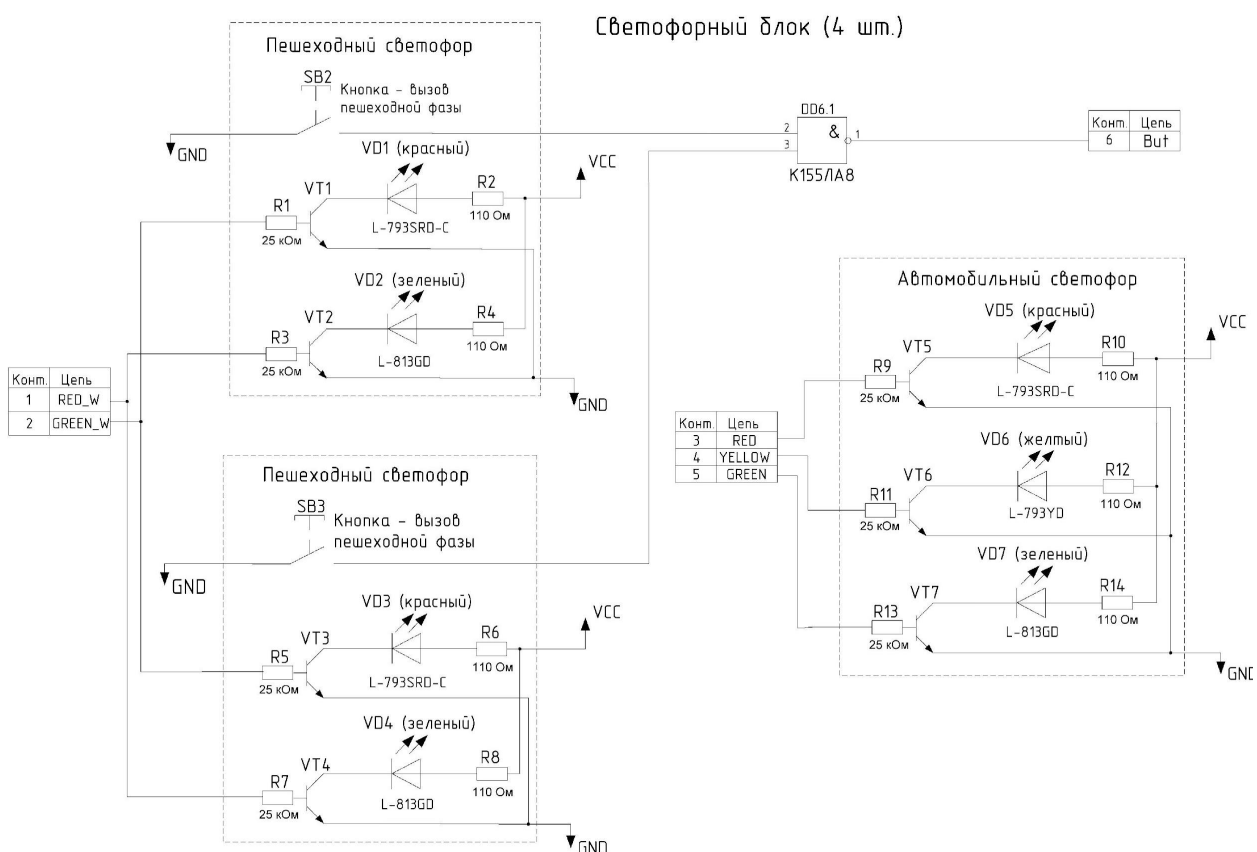 Светофорный блок (4 шт.)
Пешеходный светофор
SB2
Кнопка - вызов
пешеходной фазы
GND
VD1 (красный)
VT1
R1
25 кОм
L-793SRD-C
R2
110 Ом
VCC
VD2 (зеленый)
VT2
R3
25 кОм
L-813GD
R4
110 Ом
GND
DD6.1
2
3
&
1
К155ЛА8
Конт. Цепь
6 But
Конт. Цепь
1 RED_W
2 GREEN_W
Пешеходный светофор
SB3
Кнопка - вызов
пешеходной фазы
GND
VD3 (красный)
VT3
R5
25 кОм
L-793SRD-C
R6
110 Ом
VCC
VD4 (зеленый)
VT4
R7
25 кОм
L-813GD
R8
110 Ом
GND
Конт. Цепь
3 RED
4 YELLOW
5 GREEN
Автомобильный светофор
VD5 (красный)
VT5
R9
25 кОм
L-793SRD-C
R10
110 Ом
VCC
VD6 (желтый)
VT6
R11
25 кОм
L-793YD
R12
110 Ом
VD7 (зеленый)
VT7
R13
25 кОм
L-813GD
R14
110 Ом
GND